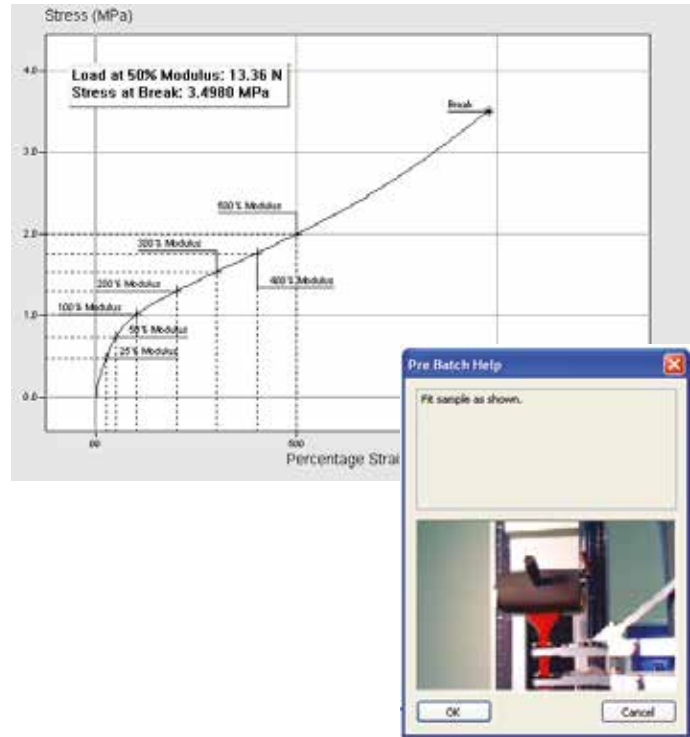 Stress (MPa)
4.0
Load at 50% Modulus: 13.36 N
Stress at Break: 3.4980 MPa
Break
3.0
500 % Modulus
2.0
300 % Modulus
400 % Modulus
200 % Modulus
100 % Modulus
1.0
50 % Modulus
25 % Modulus
0.0
500
Percentage Strai
Pre Batch Help
Fit sample as shown.
OK
Cancel